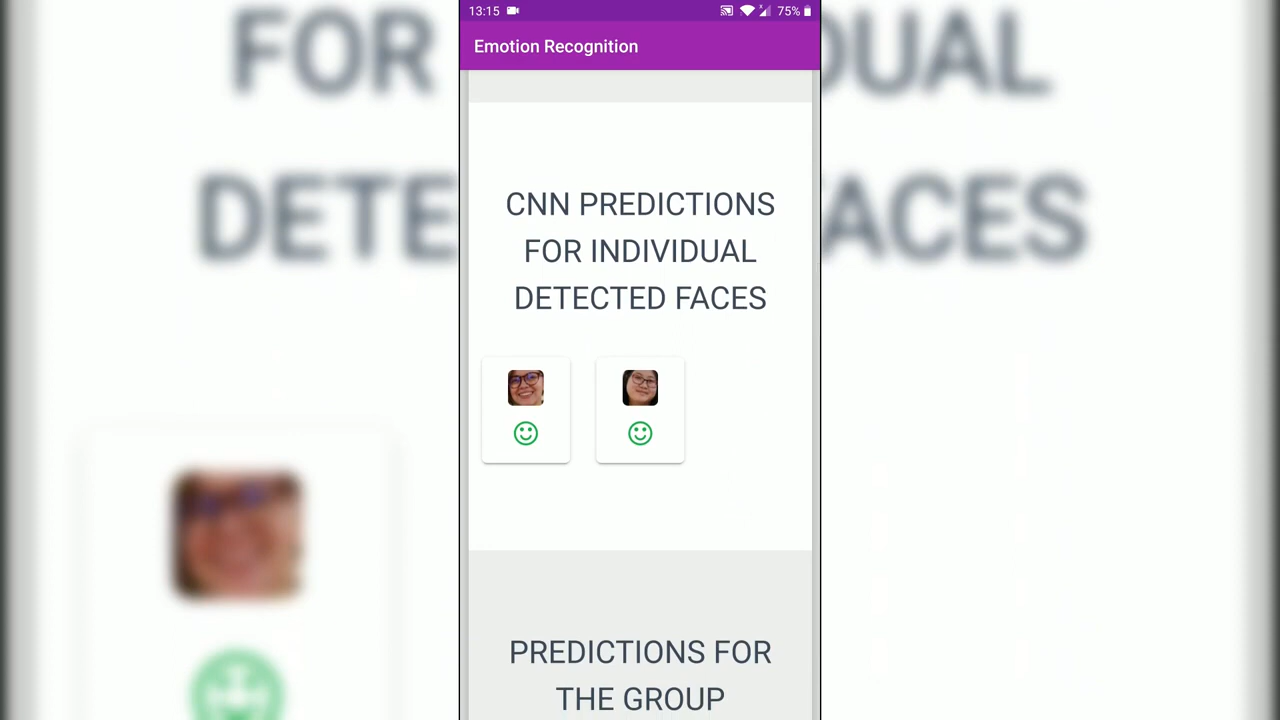 13:15
75%
Emotion Recognition
CNN PREDICTIONS
FOR INDIVIDUAL
DETECTED FACES
PREDICTIONS FOR
THE GROUP